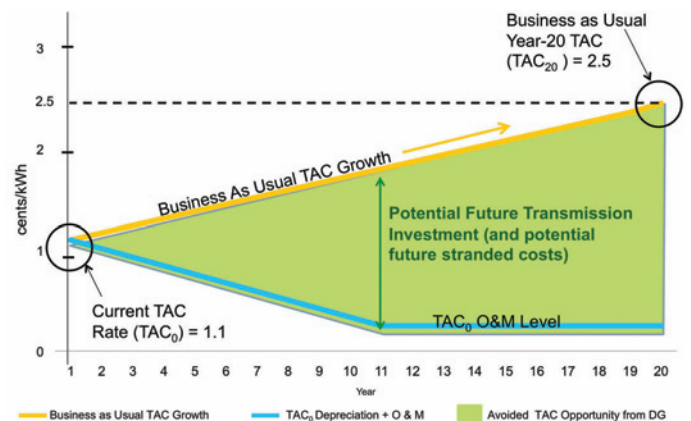 Business as Usual
Year-20 TAC
(TAC20 ) = 2.5
3
2.5
2
1
0
cents/kWh
Business As Usual TAC Growth
Potential Future Transmission
Investment (and potential
future stranded costs)
Current TAC
Rate (TAC0) = 1.1
TAC0 O&M Level
1 2 3 4 5 6 7 8 9 10 11 12 13 14 15 16 17 18 19 20
Year
Business as Usual TAC Growth
TAC0 Depreciation + O & M
Avoided TAC Opportunity from DG